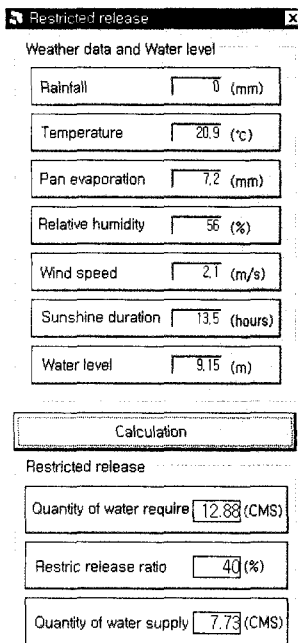 Restricted release x
Weather data and Water level
Rainfall 0 (mm)
Temperature 20,9 (℃)
Pan evaporation 7,2 (mm)
Relative humidity 56 (%)
Wind speed 2,1 (m/s)
Sunshine duration 13,5 (hours)
Water level 9,15 (m)
Calculation
Restricted release
Quantity of water require 12.88 (CMS)
Restric release ratio 40 (%)
Quantity of water supply 7.73 (CMS)